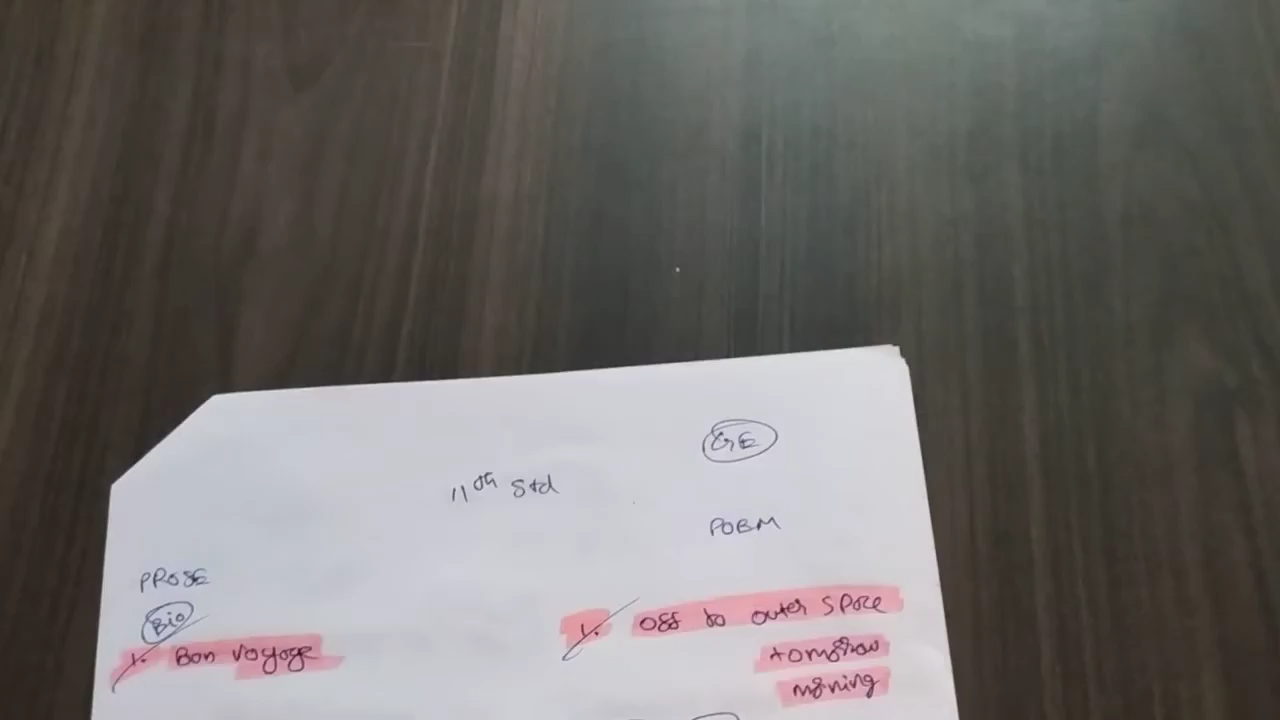 GE
11th Std
POEM
PROSE
Bio
1. Bon Voyage
1. Off to outer space
tomorrow
morning